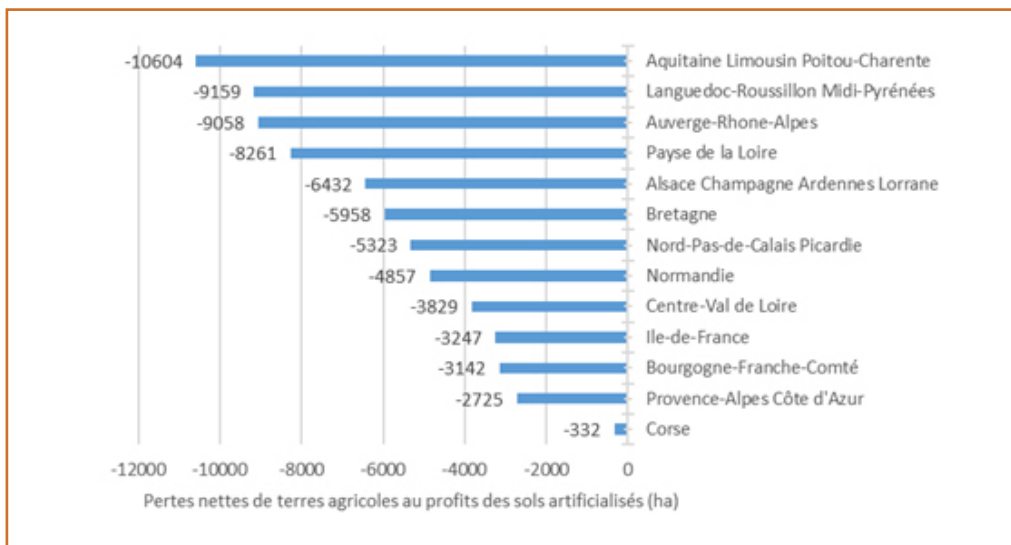 -10604 Aquitaine Limousin Poitou-Charente
-9159 Languedoc-Roussillon Midi-Pyrénées
-9058 Auverge-Rhone-Alpes
-8261 Payse de la Loire
-6432 Alsace Champagne Ardennes Lorrane
-5958 Bretagne
-5323 Nord-Pas-de-Calais Picardie
-4857 Normandie
-3829 Centre-Val de Loire
-3247 Ile-de-France
-3142 Bourgogne-Franche-Comté
-2725 Provence-Alpes Côte d'Azur
-332 Corse
-12000 -10000 -8000 -6000 -4000 -2000 0
Pertes nettes de terres agricoles au profits des sols artificialisés (ha)